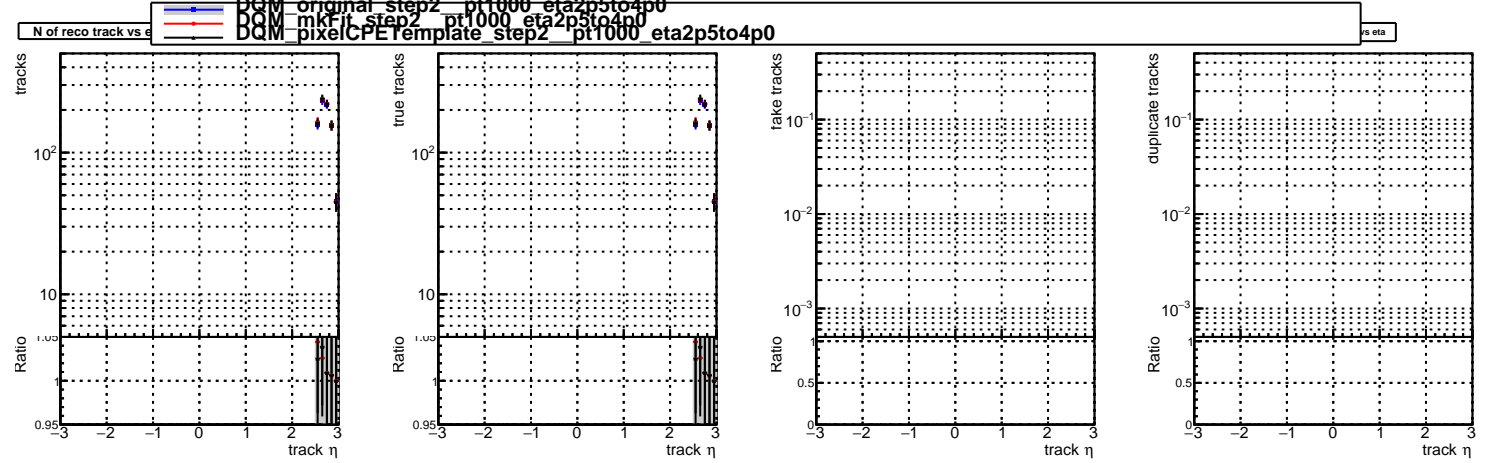 DQM_original_step2__pt1000_eta2p5to4p0
DQM_mkFit_step2__pt1000_eta2p5to4p0
DQM_pixelCPETemplate_step2__pt1000_eta2p5to4p0
N of reco track vs e
vs eta
tracks
10²
10
Ratio
1.05
1
0.95
−3 −2 −1 0 1 2 3
track η
true tracks
10²
10
Ratio
1.05
1
0.95
−3 −2 −1 0 1 2 3
track η
fake tracks
10⁻¹
10⁻²
10⁻³
Ratio
1
0.5
0
−3 −2 −1 0 1 2 3
track η
duplicate tracks
10⁻¹
10⁻²
10⁻³
Ratio
1
0.5
0
−3 −2 −1 0 1 2 3
track η